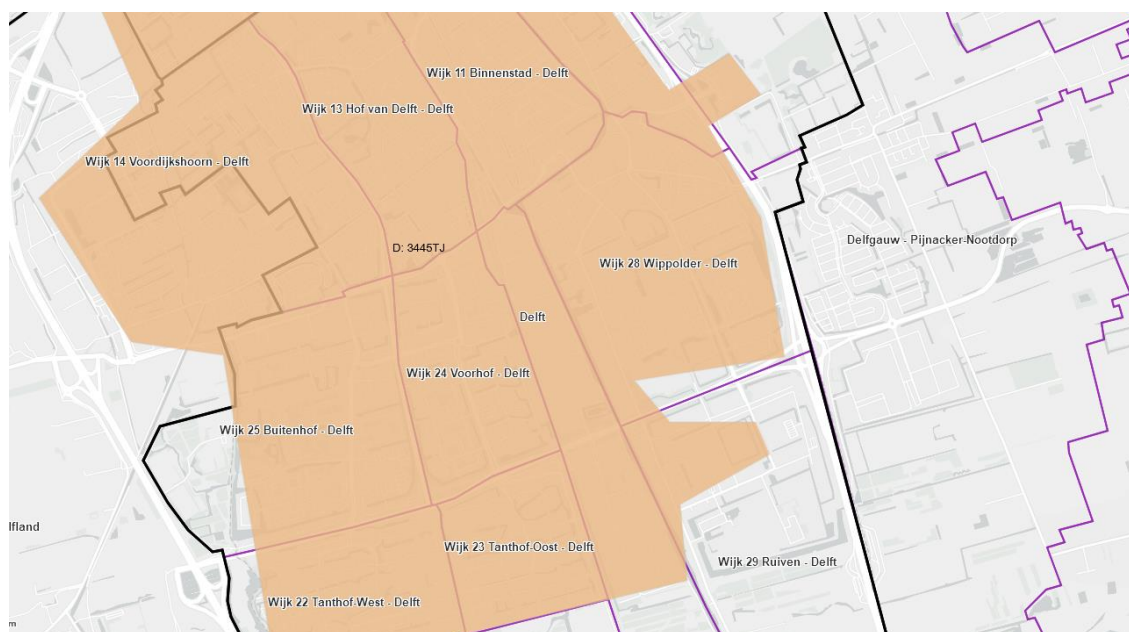 Wijk 11 Binnenstad - Delft
Wijk 13 Hof van Delft - Delft
Wijk 14 Voordijkshoorn - Delft
D: 3445TJ
Delfgauw - Pijnacker-Nootdorp
Wijk 28 Wippolder - Delft
Delft
Wijk 24 Voorhof - Delft
Wijk 25 Buitenhof - Delft
lfland
Wijk 23 Tanthof-Oost - Delft
Wijk 29 Ruiven - Delft
Wijk 22 Tanthof-West - Delft
m